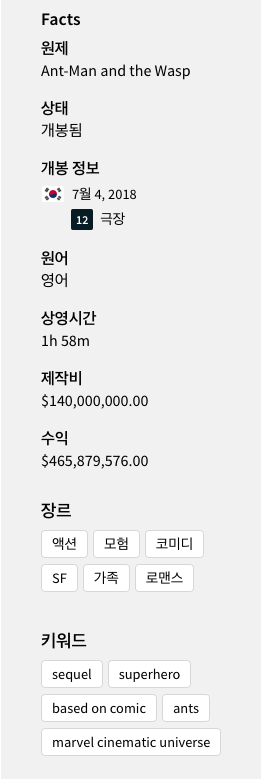 Facts
원제
Ant-Man and the Wasp
상태
개봉됨
개봉 정보
7월 4, 2018
12 극장
원어
영어
상영시간
1h 58m
제작비
$140,000,000.00
수익
$465,879,576.00
장르
액션 모험 코미디
SF 가족 로맨스
키워드
sequel superhero
based on comic ants
marvel cinematic universe